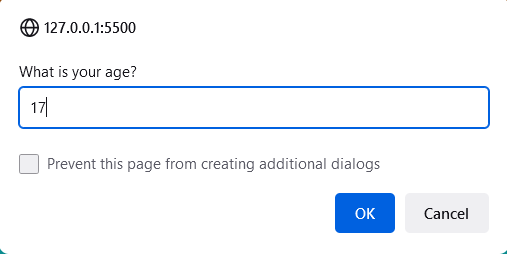 127.0.0.1:5500
What is your age?
17
Prevent this page from creating additional dialogs
OK Cancel